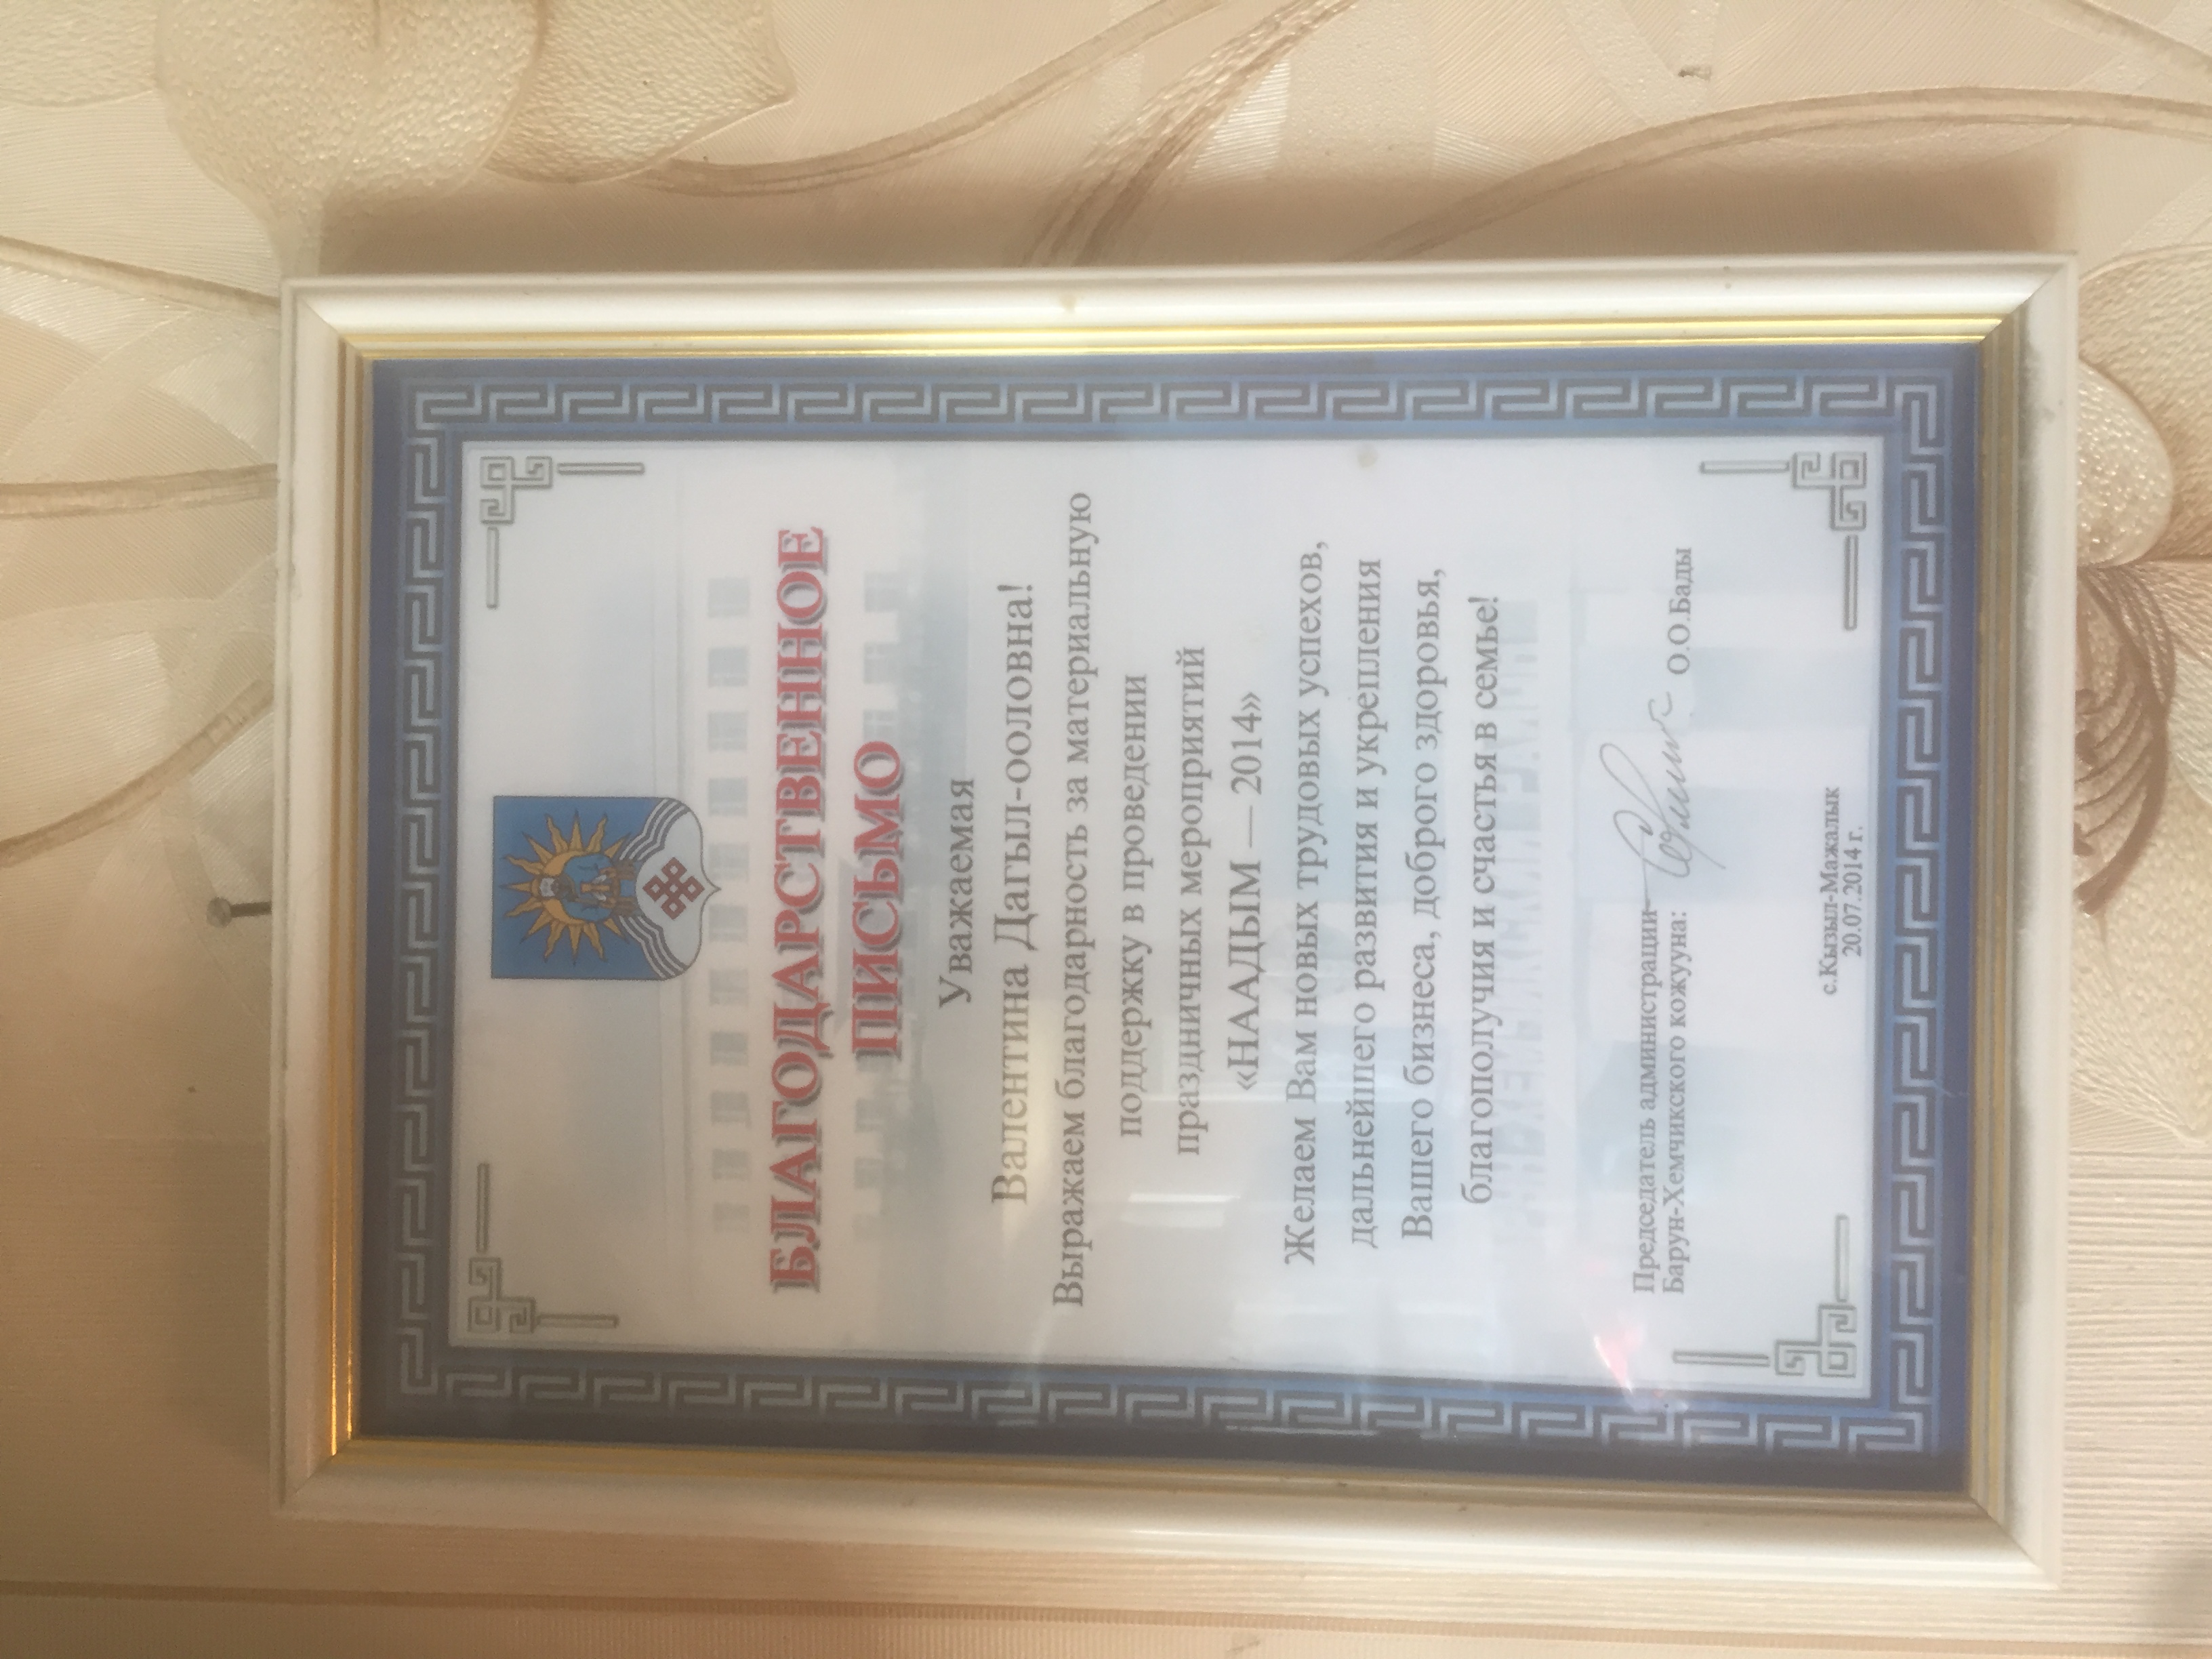 БЛАГОДАРСТВЕННОЕ
ПИСЬМО
Уважаемая
Валентина Дагыл-ооловна!
Выражаем благодарность за материальную
поддержку в проведении
праздничных мероприятий
«НААДЫМ — 2014»
Желаем Вам новых трудовых успехов,
дальнейшего развития и укрепления
Вашего бизнеса, доброго здоровья,
благополучия и счастья в семье!
Председатель администрации
Барун-Хемчикского кожууна: О.О.Бады
с.Кызыл-Мажалык
20.07.2014 г.